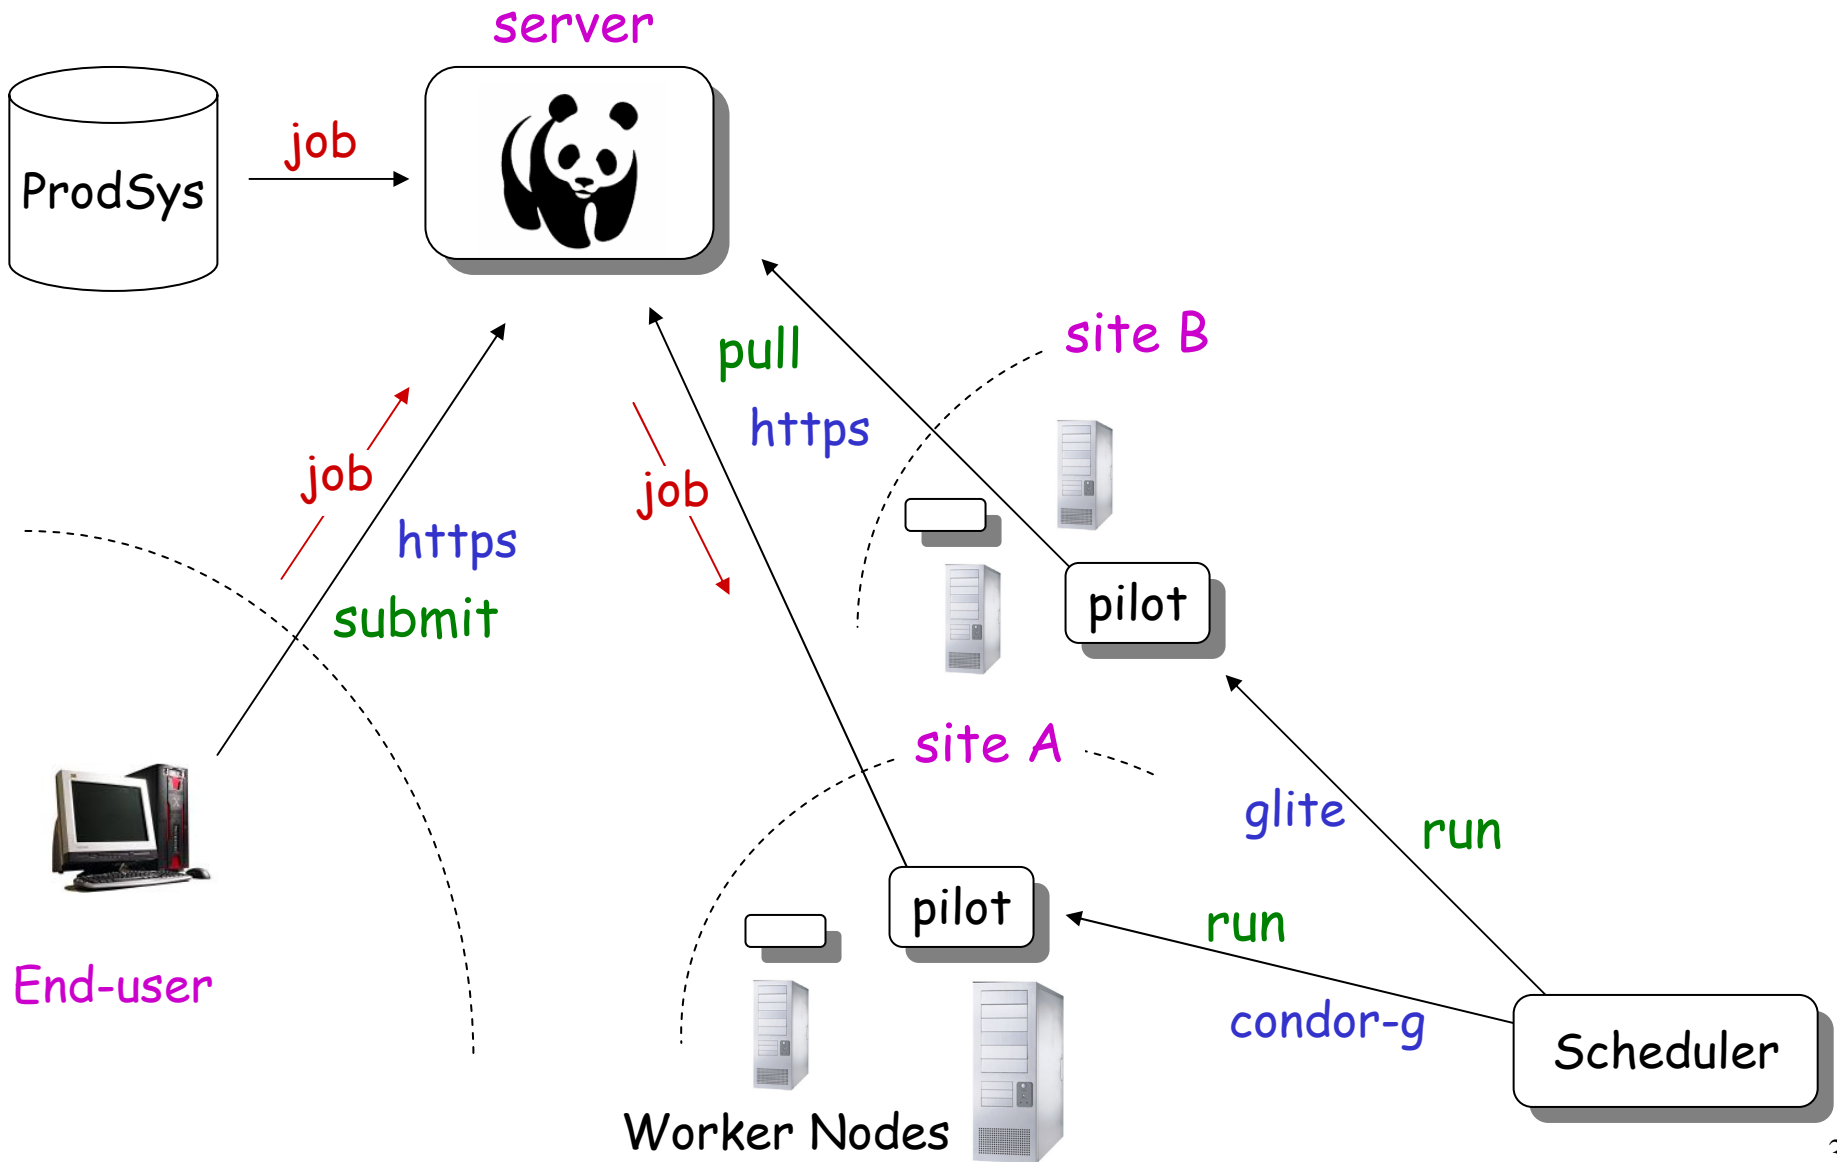 server
job
ProdSys
site B
pull
https
job
job
https
submit
pilot
site A
glite
run
pilot
run
End-user
condor-g
Scheduler
Worker Nodes